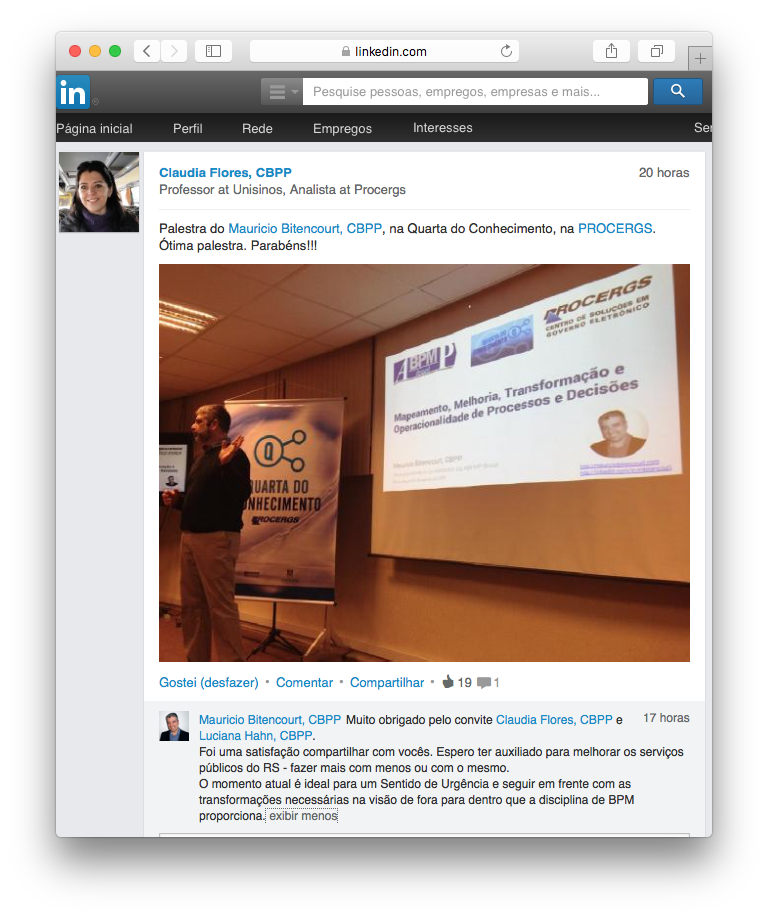 linkedin.com
in
Pesquise pessoas, empregos, empresas e mais...
Página inicial Perfil Rede Empregos Interesses Ser
Claudia Flores, CBPP 20 horas
Professor at Unisinos, Analista at Procergs
Palestra do Mauricio Bitencourt, CBPP, na Quarta do Conhecimento, na PROCERGS.
Ótima palestra. Parabéns!!!
PROCERGS
CENTRO DE SOLUÇÕES EM
GOVERNO ELETRÔNICO
ABPMP
QUARTA DO
CONHECIMENTO
Mapeamento, Melhoria, Transformação e
Operacionalidade de Processos e Decisões
Mauricio Bitencourt, CBPP
QUARTA DO
CONHECIMENTO
PROCERGS
Gostei (desfazer) • Comentar • Compartilhar • 19 1
Mauricio Bitencourt, CBPP Muito obrigado pelo convite Claudia Flores, CBPP e 17 horas
Luciana Hahn, CBPP.
Foi uma satisfação compartilhar com vocês. Espero ter auxiliado para melhorar os serviços
públicos do RS - fazer mais com menos ou com o mesmo.
O momento atual é ideal para um Sentido de Urgência e seguir em frente com as
transformações necessárias na visão de fora para dentro que a disciplina de BPM
proporciona. exibir menos